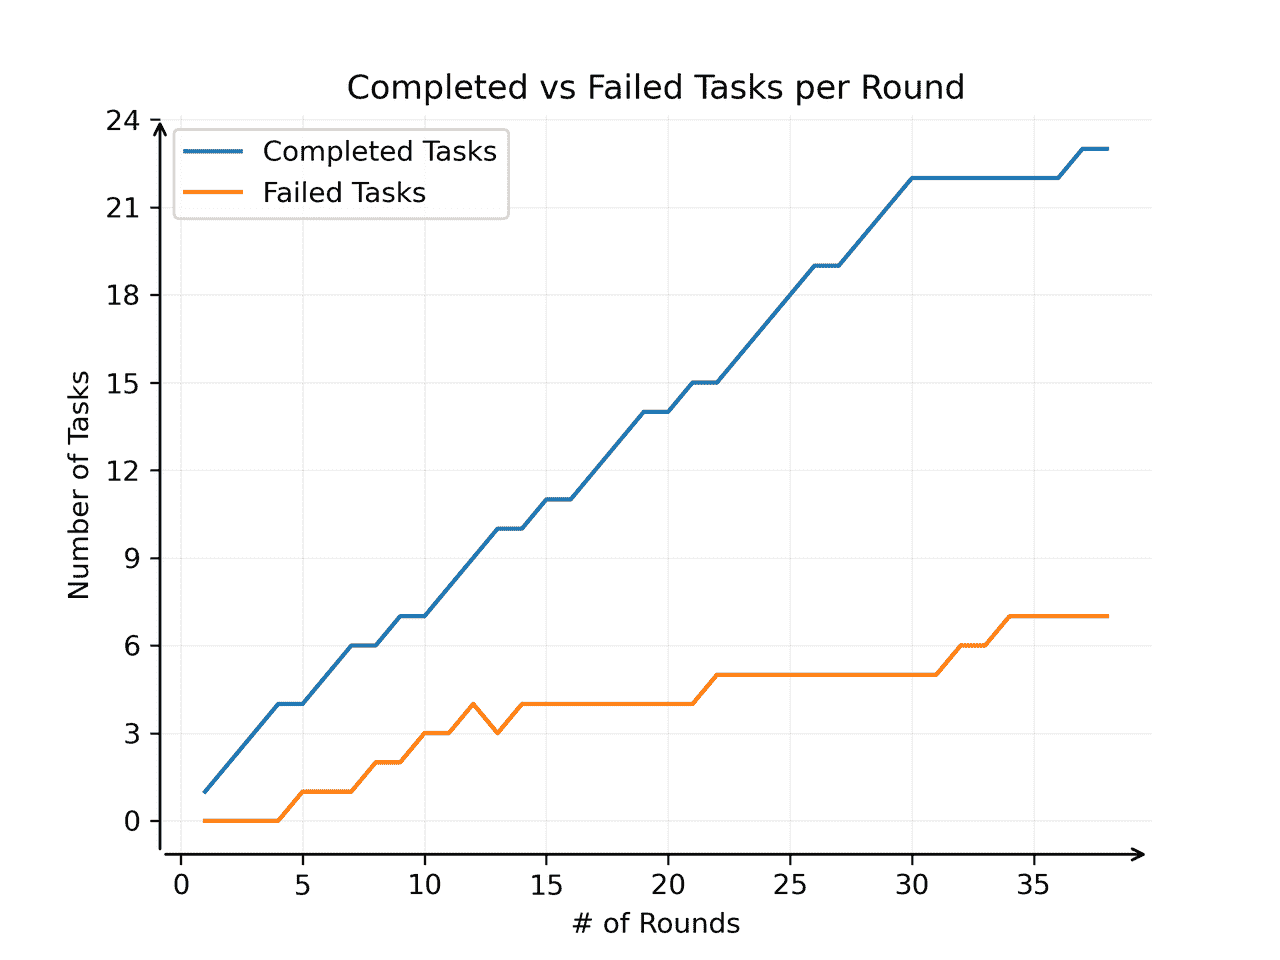 Completed vs Failed Tasks per Round
Completed Tasks
Failed Tasks
24
21
18
15
12
9
6
3
0
Number of Tasks
0 5 10 15 20 25 30 35
# of Rounds